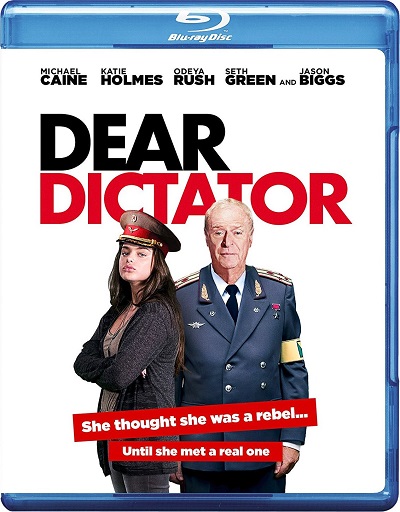 Blu-ray Disc
MICHAEL CAINE KATIE HOLMES ODEYA RUSH SETH GREEN AND JASON BIGGS
DEAR
DICTATOR
She thought she was a rebel...
Until she met a real one